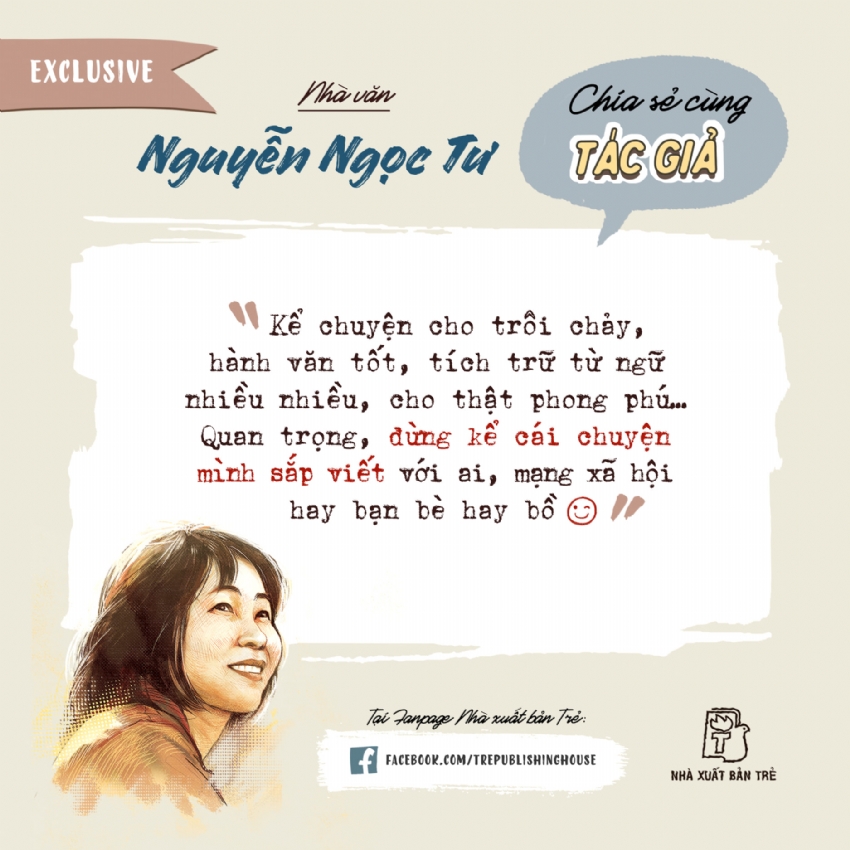 EXCLUSIVE
Nhà văn
Nguyễn Ngọc Tư
Chia sẻ cùng
TÁC GIẢ
" Kể chuyện cho trôi chảy,
hành văn tốt, tích trữ từ ngữ
nhiều nhiều, cho thật phong phú...
Quan trọng, đừng kể cái chuyện
mình sắp viết với ai, mạng xã hội
hay bạn bè hay bồ "
Tại Fanpage Nhà xuất bản Trẻ:
f FACEBOOK.COM/TREPUBLISHINGHOUSE
T
NHÀ XUẤT BẢN TRẺ